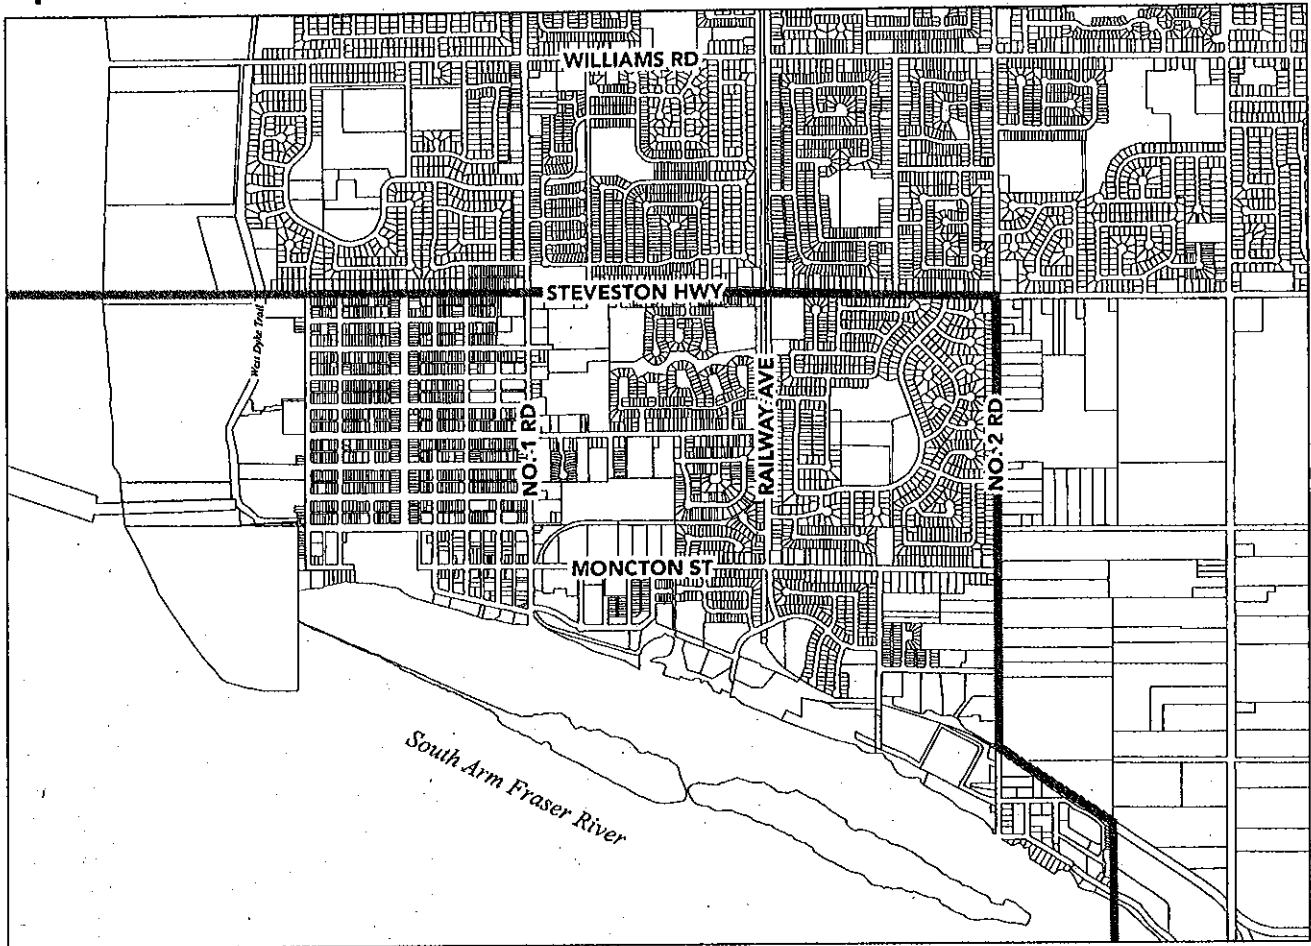 WILLIAMS RD
STEVESTON HWY
West Dyke Trail
NO. 1 RD
RAILWAY AVE
NO. 2 RD
MONCTON ST
South Arm Fraser River